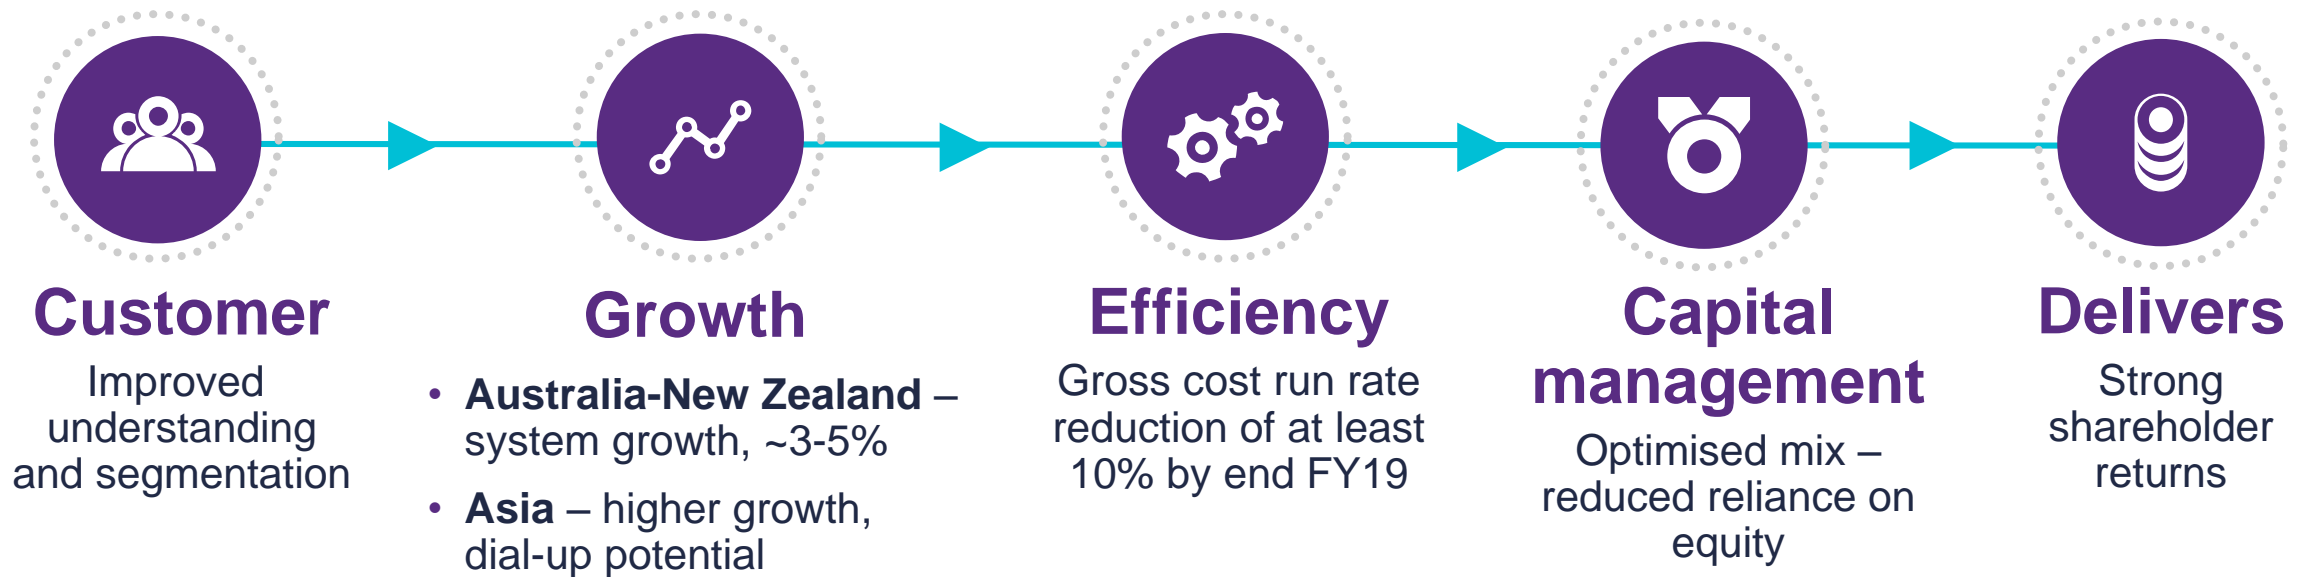 Customer
Improved
understanding
and segmentation
Growth
• Australia-New Zealand –
system growth, ~3-5%
• Asia – higher growth,
dial-up potential
Efficiency
Gross cost run rate
reduction of at least
10% by end FY19
Capital
management
Optimised mix –
reduced reliance on
equity
Delivers
Strong
shareholder
returns